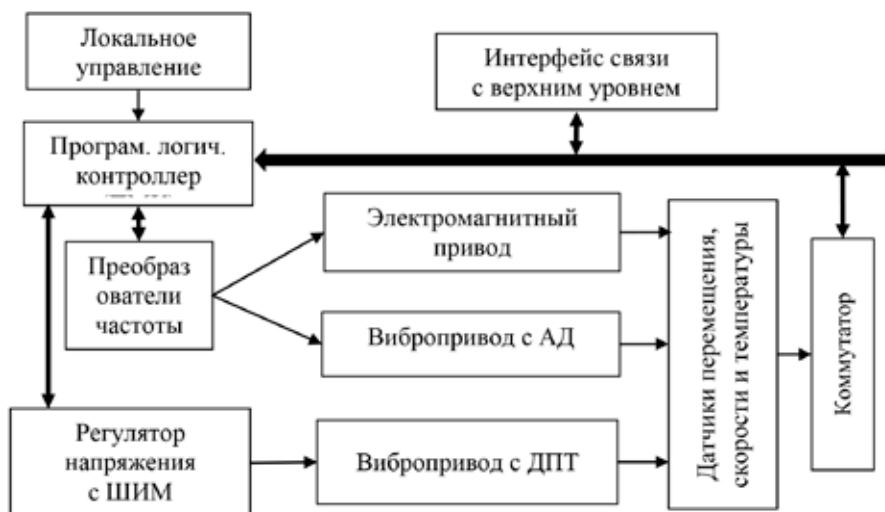 Локальное
управление
Интерфейс связи
с верхним уровнем
Програм. логич.
контроллер
Преобраз
ователи
частоты
Электромагнитный
привод
Вибропривод с АД
Регулятор
напряжения
с ШИМ
Вибропривод с ДПТ
Датчики перемещения,
скорости и температуры
Коммутатор